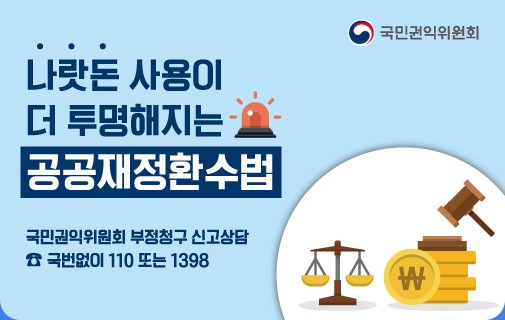 국민권익위원회
나랏돈 사용이
더 투명해지는
공공재정환수법
국민권익위원회 부정청구 신고상담
☎ 국번없이 110 또는 1398
₩